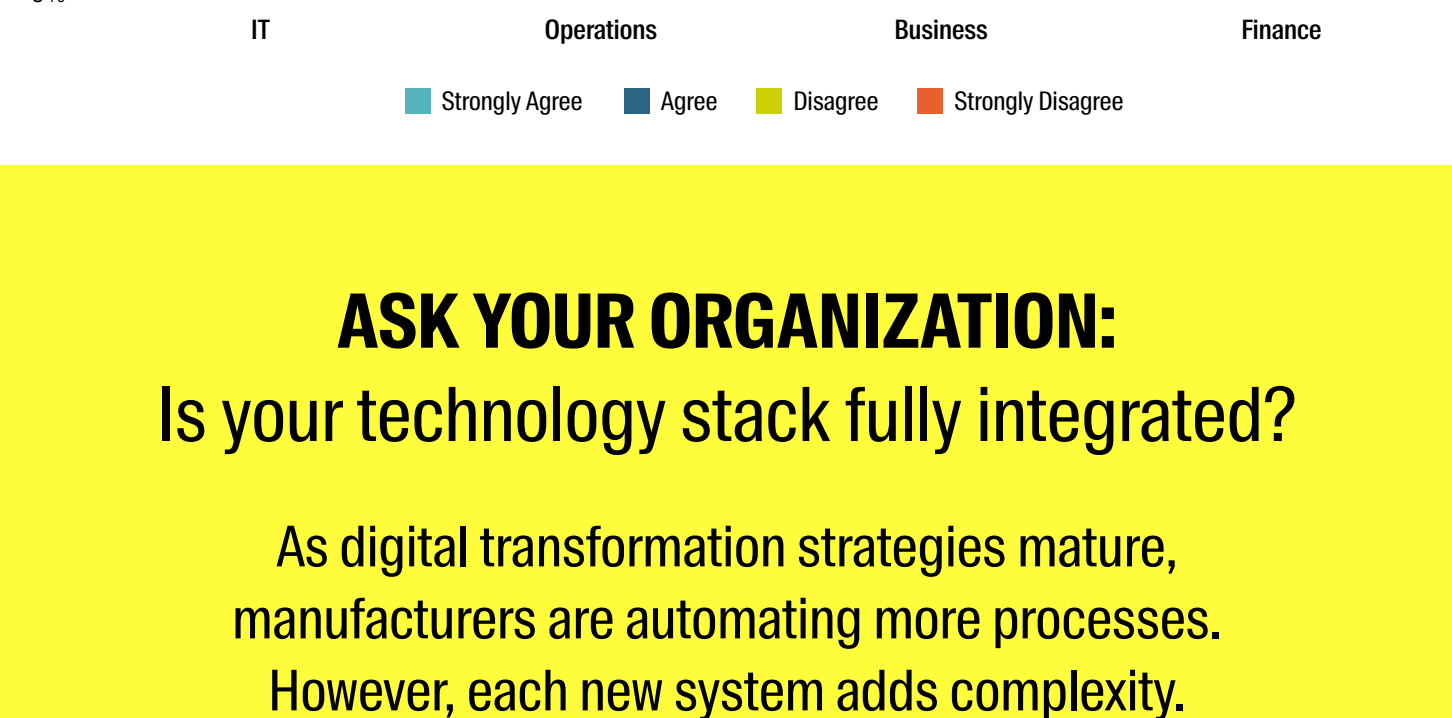 IT Operations Business Finance
Strongly Agree Agree Disagree Strongly Disagree
ASK YOUR ORGANIZATION:
Is your technology stack fully integrated?
As digital transformation strategies mature,
manufacturers are automating more processes.
However, each new system adds complexity.